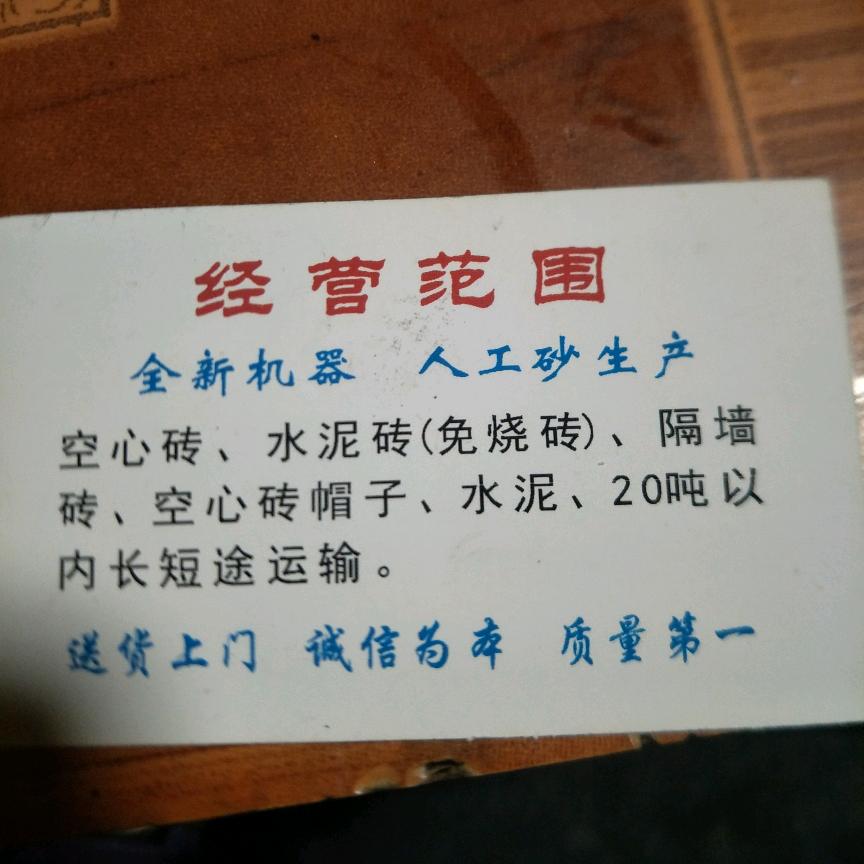 经营范围
全新机器 人工砂生产
空心砖、水泥砖(免烧砖)、隔墙
砖、空心砖帽子、水泥、20吨以
内长短途运输。
送货上门 诚信为本 质量第一